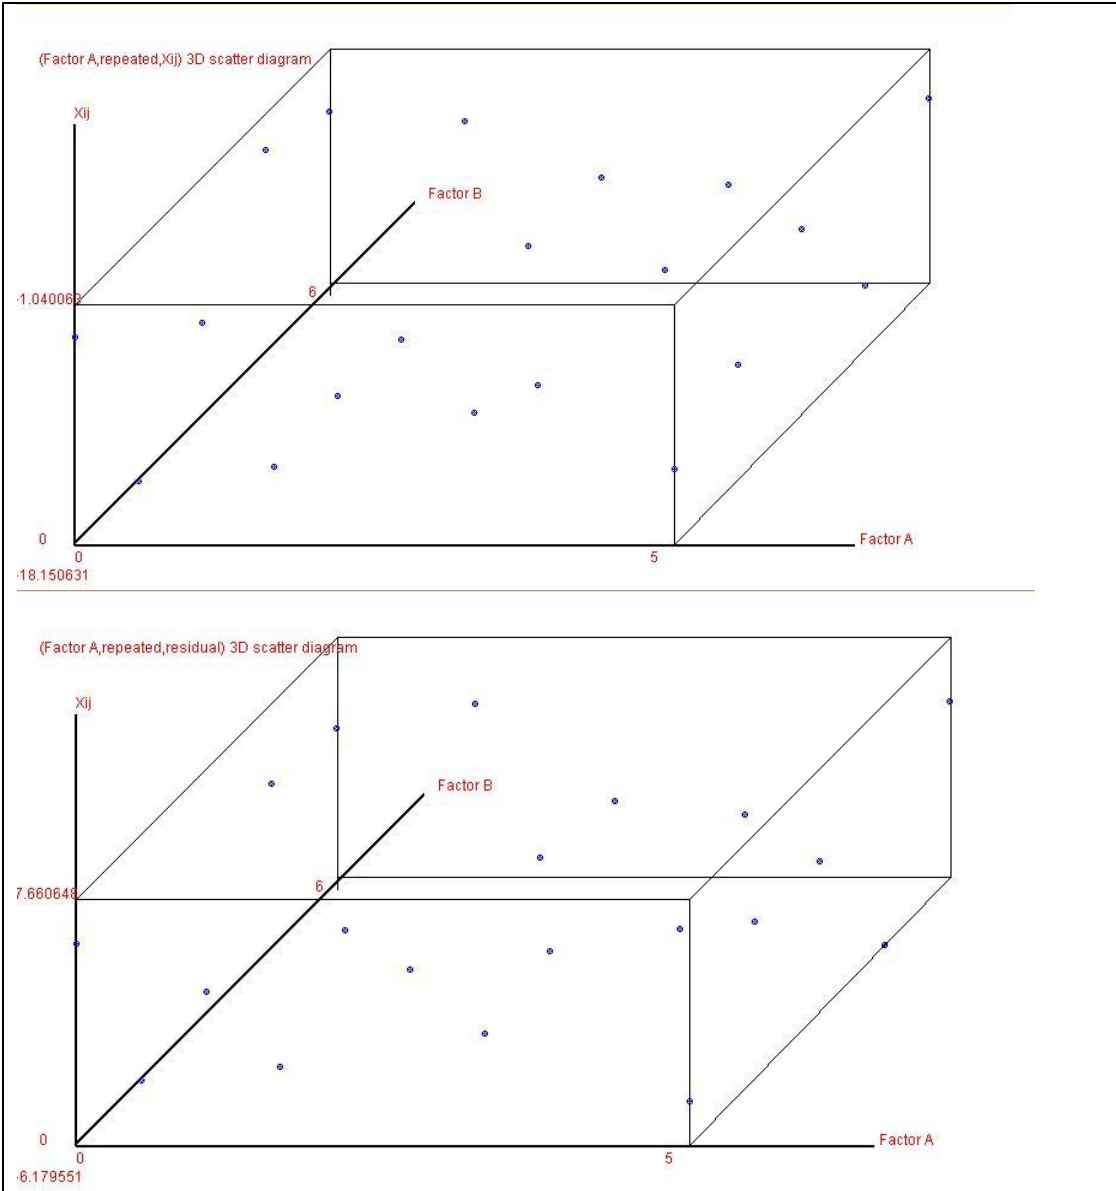 (Factor A,repeated,Xij) 3D scatter diagram
Xij
Factor B
6
-1.040063
0
0
5
Factor A
-18.150631
(Factor A,repeated,residual) 3D scatter diagram
Xij
Factor B
6
7.660648
0
0
5
Factor A
-6.179551